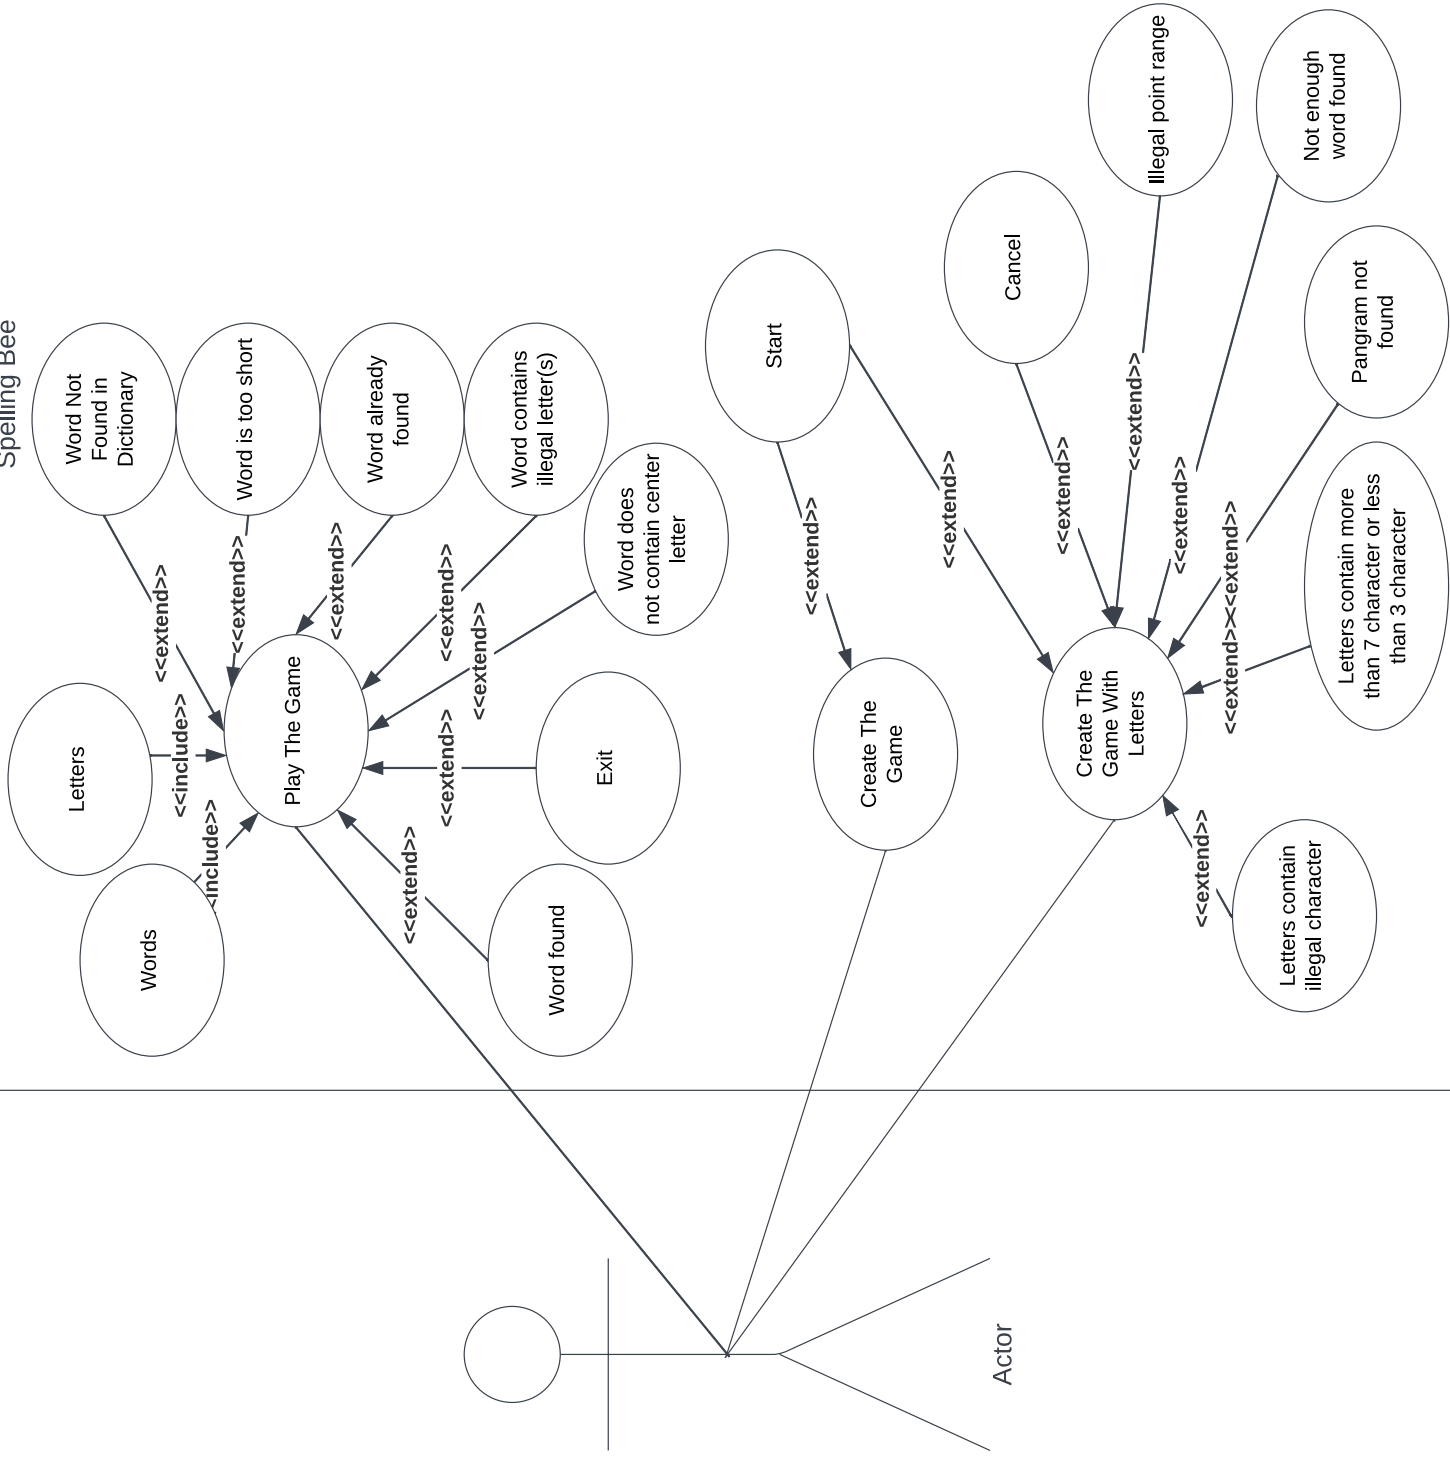 Spelling Bee
Word Not
Found in
Dictionary
Word is too short
Word already
found
Word contains
illegal letter(s)
Word does
not contain center
letter
<<extend>>
<<extend>>
<<extend>>
<<extend>>
<<extend>>
Letters
<<include>>
Words
<include>>
Play The Game
<<extend>>
Exit
<<extend>>
Word found
Start
<<extend>>
<<extend>>
Create The
Game
Cancel
<<extend>>
Illegal point range
<<extend>>
Not enough
word found
<<extend>>
Pangram not
found
<<extend>>
Letters contain more
than 7 character or less
than 3 character
<<extend>>
Create The
Game With
Letters
<<extend>>
Letters contain
illegal character
Actor